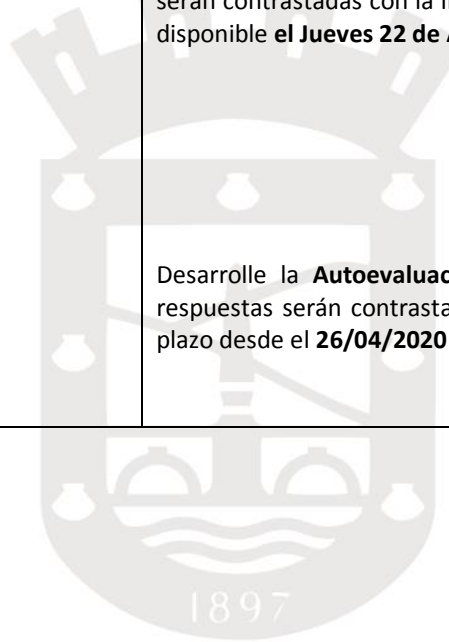 serán contrastadas con la
disponible el Jueves 22 de
Desarrolle la
respuestas serán
plazo desde el 26/04/2020
1897